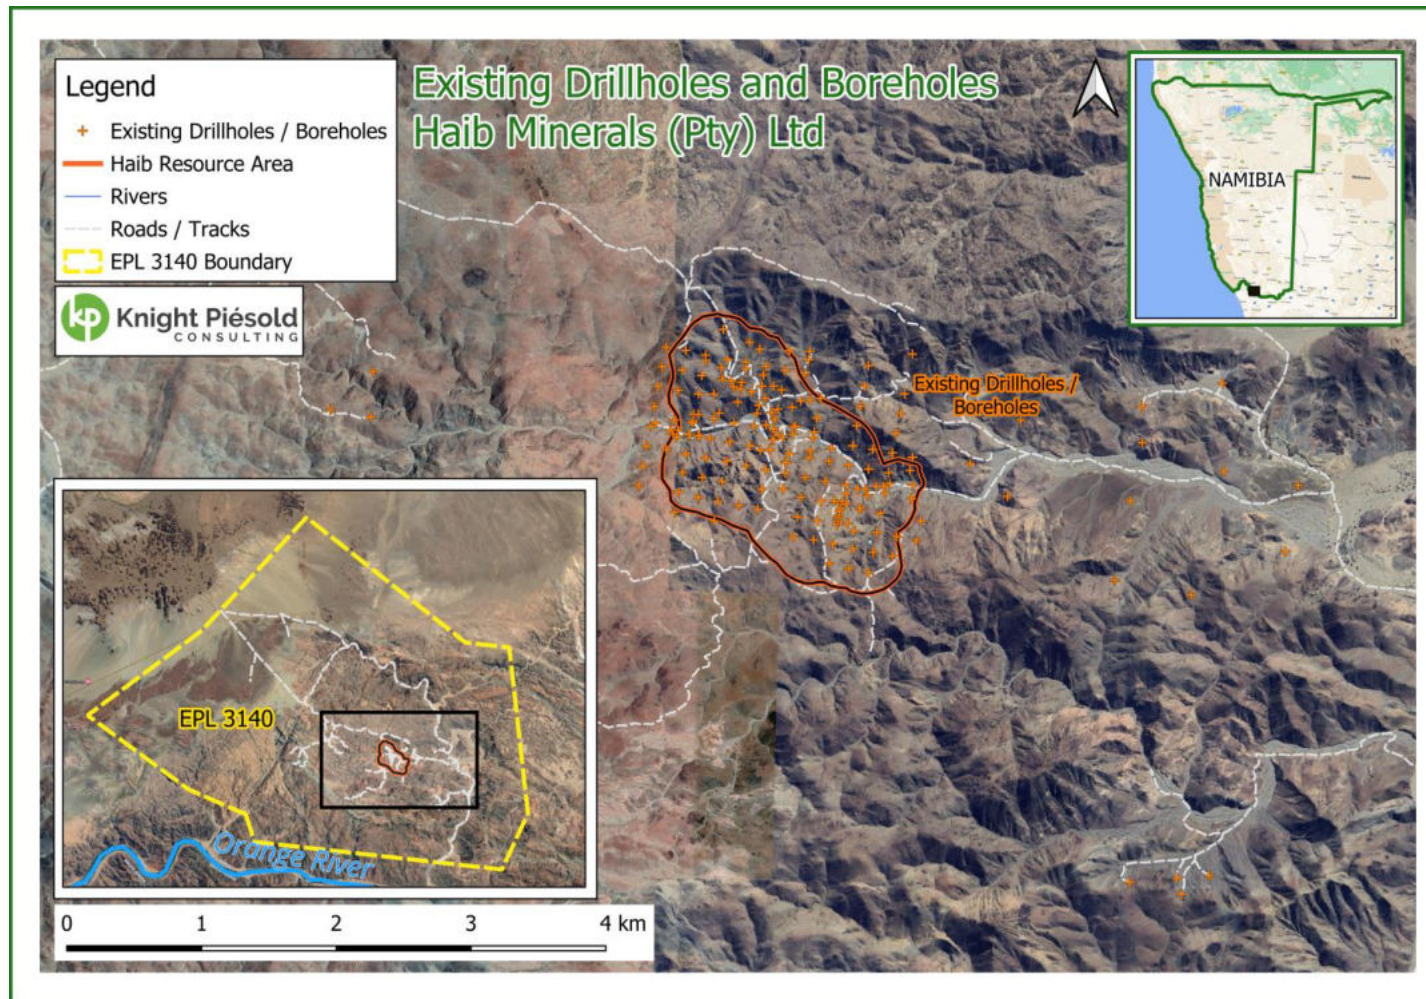 Legend
Existing Drillholes / Boreholes
Haib Resource Area
Rivers
Roads / Tracks
EPL 3140 Boundary
Existing Drillholes and Boreholes
Haib Minerals (Pty) Ltd
NAMIBIA
kp Knight Piésold
CONSULTING
Existing Drillholes /
Boreholes
EPL 3140
Orange River
0 1 2 3 4 km